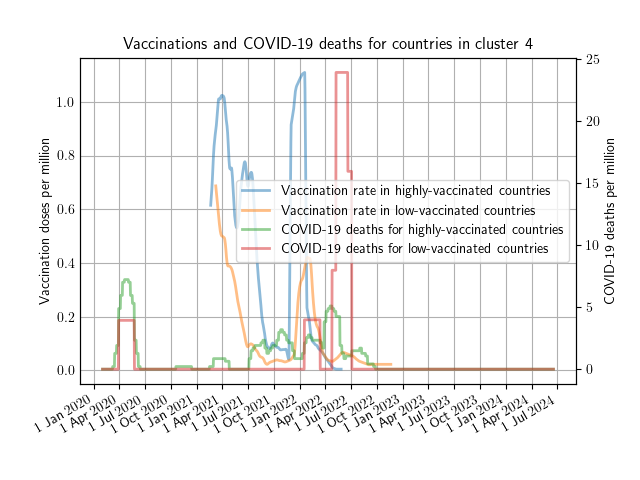 Vaccinations and COVID-19 deaths for countries in cluster 4
Vaccination doses per million
1.0
0.8
0.6
0.4
0.2
0.0
Vaccination rate in highly-vaccinated countries
Vaccination rate in low-vaccinated countries
COVID-19 deaths for highly-vaccinated countries
COVID-19 deaths for low-vaccinated countries
25
20
15
10
5
0
COVID-19 deaths per million
1 Jan 2020
1 Apr 2020
1 Jul 2020
1 Oct 2020
1 Jan 2021
1 Apr 2021
1 Jul 2021
1 Oct 2021
1 Jan 2022
1 Apr 2022
1 Jul 2022
1 Oct 2022
1 Jan 2023
1 Apr 2023
1 Jul 2023
1 Oct 2023
1 Jan 2024
1 Apr 2024
1 Jul 2024